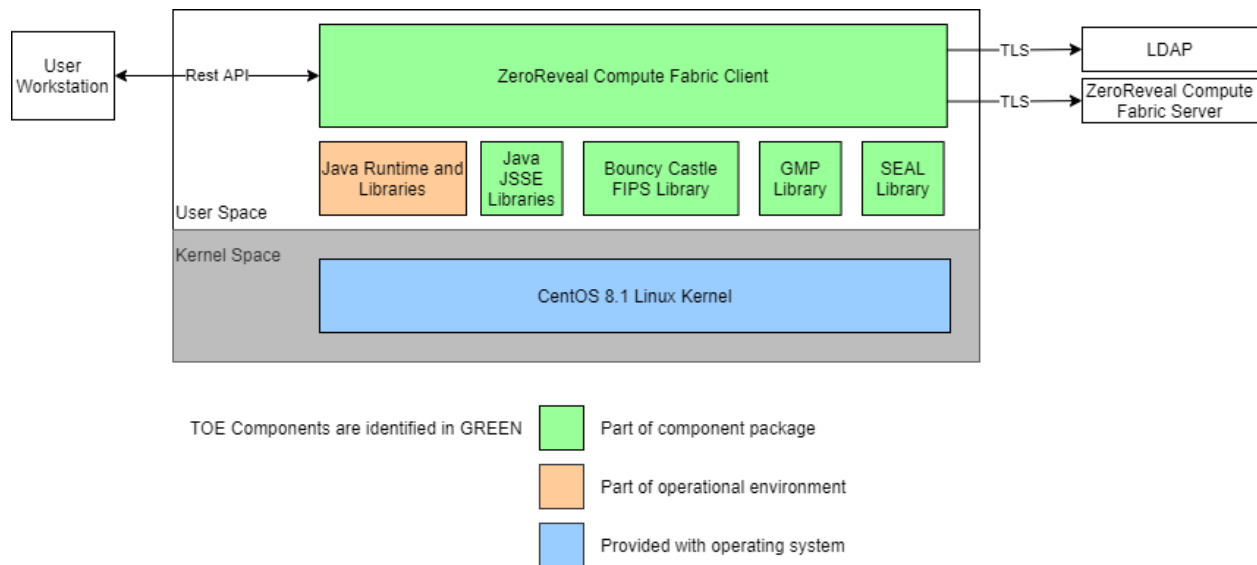 User
Workstation
Rest API
ZeroReveal Compute Fabric Client
TLS
LDAP
TLS
ZeroReveal Compute
Fabric Server
Java Runtime and
Libraries
Java
JSSE
Libraries
Bouncy Castle
FIPS Library
GMP
Library
SEAL
Library
User Space
Kernel Space
CentOS 8.1 Linux Kernel
TOE Components are identified in GREEN
Part of component package
Part of operational environment
Provided with operating system